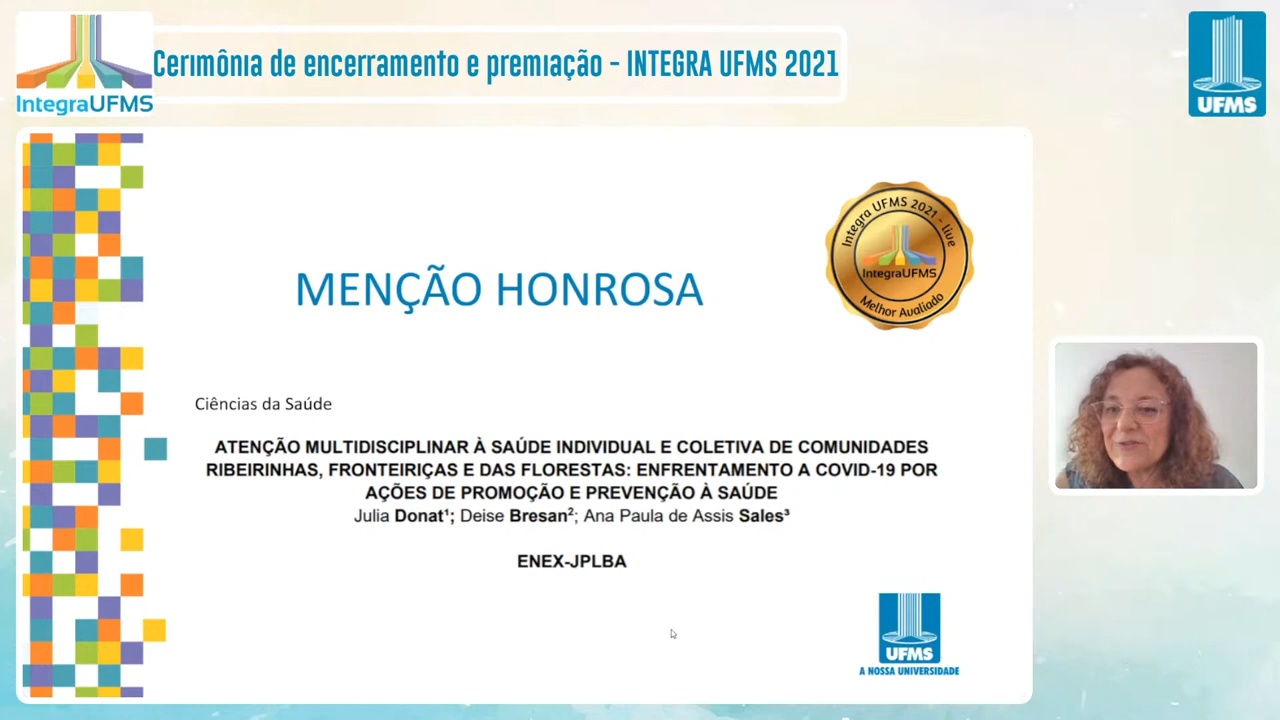 IntegraUFMS
Cerimônia de encerramento e premiação - INTEGRA UFMS 2021
UFMS
Integra UFMS 2021 - live
IntegraUFMS
Melhor Avaliado
MENÇÃO HONROSA
Ciências da Saúde
ATENÇÃO MULTIDISCIPLINAR À SAÚDE INDIVIDUAL E COLETIVA DE COMUNIDADES
RIBEIRINHAS, FRONTEIRIÇAS E DAS FLORESTAS: ENFRENTAMENTO A COVID-19 POR
AÇÕES DE PROMOÇÃO E PREVENÇÃO À SAÚDE
Julia Donat¹; Deise Bresan²; Ana Paula de Assis Sales³
ENEX-JPLBA
UFMS
A NOSSA UNIVERSIDADE